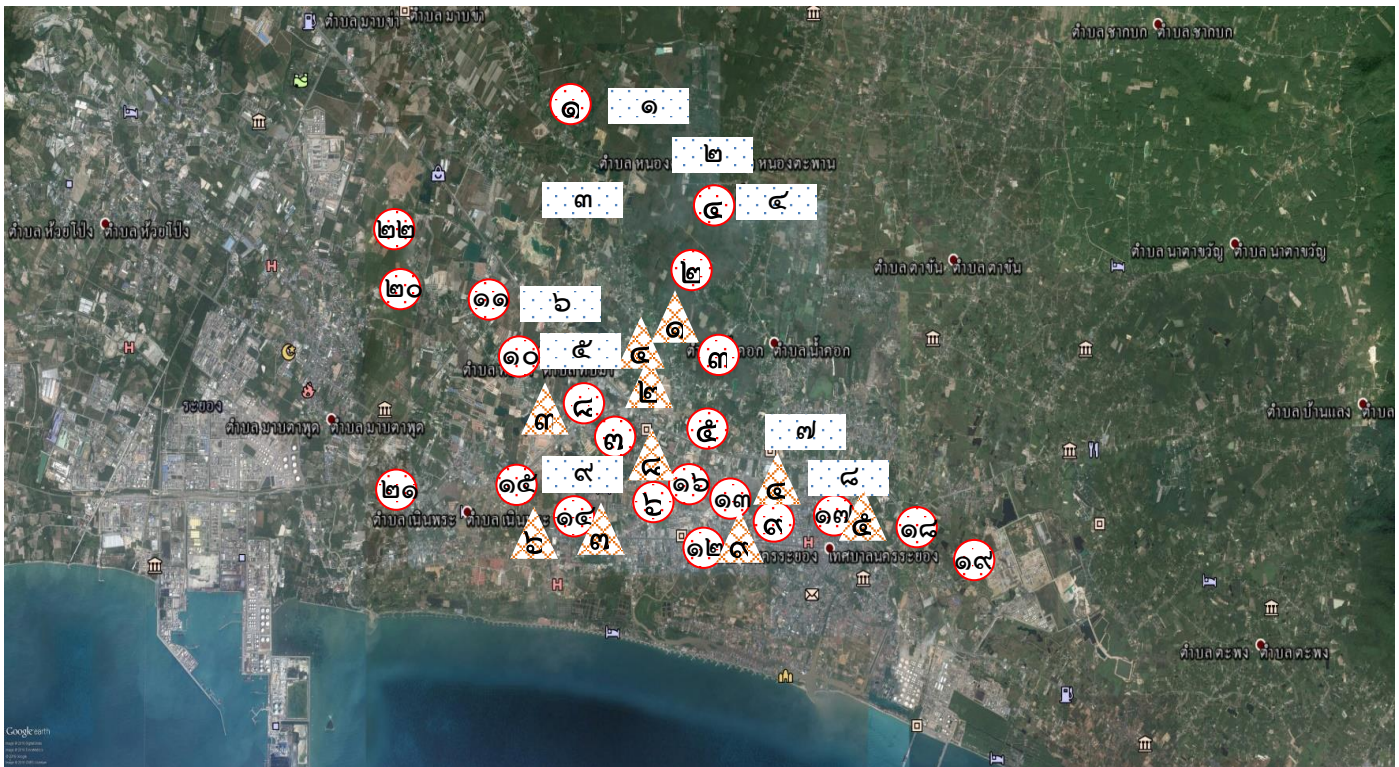 ตำบล มาบข่า ตำบล มาบข่า
ตำบล ชากบก ตำบล ชากบก
๑ ๑
๒
ตำบล หนอง หนองตะพาน
๓ ๔ ๔
ตำบล ห้วยโป่ง ตำบล ห้วยโป่ง
๒๒
ตำบล นาตาขวัญ ตำบล นาตาขวัญ
ตำบล ตาขัน ตำบล ตาขัน
๒
๒๐ ๑๑ ๖
๑
๑๐ ๕ ๔ ๓
ตำบล น้ำคอก
๒
ระยอง
๓ ๘
ตำบล บ้านแลง
ตำบล มาบตาพุด ตำบล มาบตาพุด
๓ ๕ ๗
๘
๒๑ ๑๕ ๙ ๑๖ ๔ ๘
๖ ๑๓
ตำบล เนินพระ ตำบล เนินพระ
๑๔ ๙ ๑๗ ๕ ๑๘
๖ ๗ ๑๒ ๙
เทศบาลนครระยอง
๑๙
ตำบล ตะพง ตำบล ตะพง
Google earth